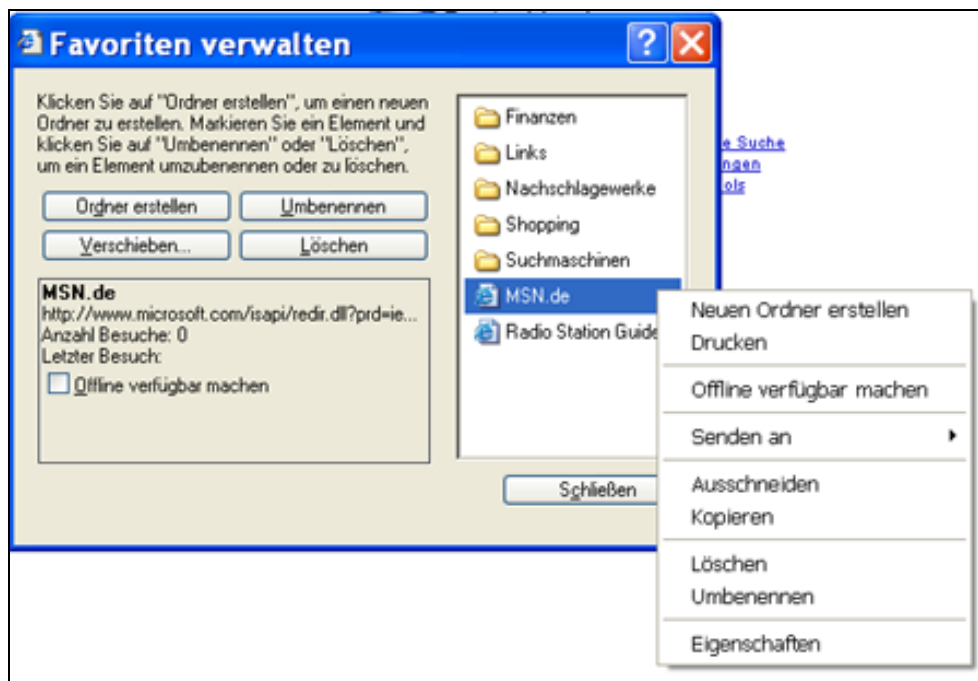 Favoriten verwalten
Klicken Sie auf "Ordner erstellen", um einen neuen
Ordner zu erstellen. Markieren Sie ein Element und
klicken Sie auf "Umbenennen" oder "Löschen",
um ein Element umzubenennen oder zu löschen.
Ordner erstellen
Umbenennen
Verschieben...
Löschen
MSN.de
http://www.microsoft.com/isapi/redir.dll?prd=ie...
Anzahl Besuche: 0
Letzter Besuch:
Offline verfügbar machen
Finanzen
Links
Nachschlagewerke
Shopping
Suchmaschinen
MSN.de
Radio Station Guide
Schließen
e Suche
ngen
ols
Neuen Ordner erstellen
Drucken
Offline verfügbar machen
Senden an
Ausschneiden
Kopieren
Löschen
Umbenennen
Eigenschaften